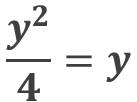 y²/4 = y